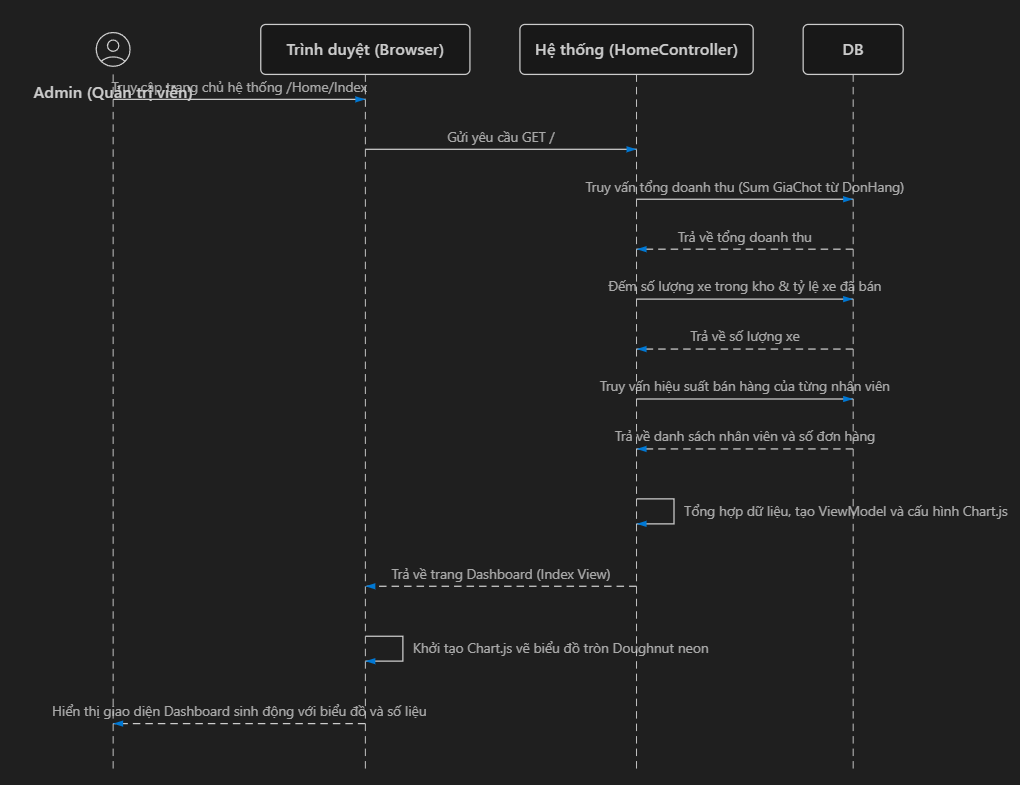 Trình duyệt (Browser)
Hệ thống (HomeController)
DB
Admin (Quản trị viên)
Truy cập trang chủ hệ thống /Home/Index
Gửi yêu cầu GET /
Truy vấn tổng doanh thu (Sum GiaChot từ DonHang)
Trả về tổng doanh thu
Đếm số lượng xe trong kho & tỷ lệ xe đã bán
Trả về số lượng xe
Truy vấn hiệu suất bán hàng của từng nhân viên
Trả về danh sách nhân viên và số đơn hàng
Tổng hợp dữ liệu, tạo ViewModel và cấu hình Chart.js
Trả về trang Dashboard (Index View)
Khởi tạo Chart.js vẽ biểu đồ tròn Doughnut neon
Hiển thị giao diện Dashboard sinh động với biểu đồ và số liệu